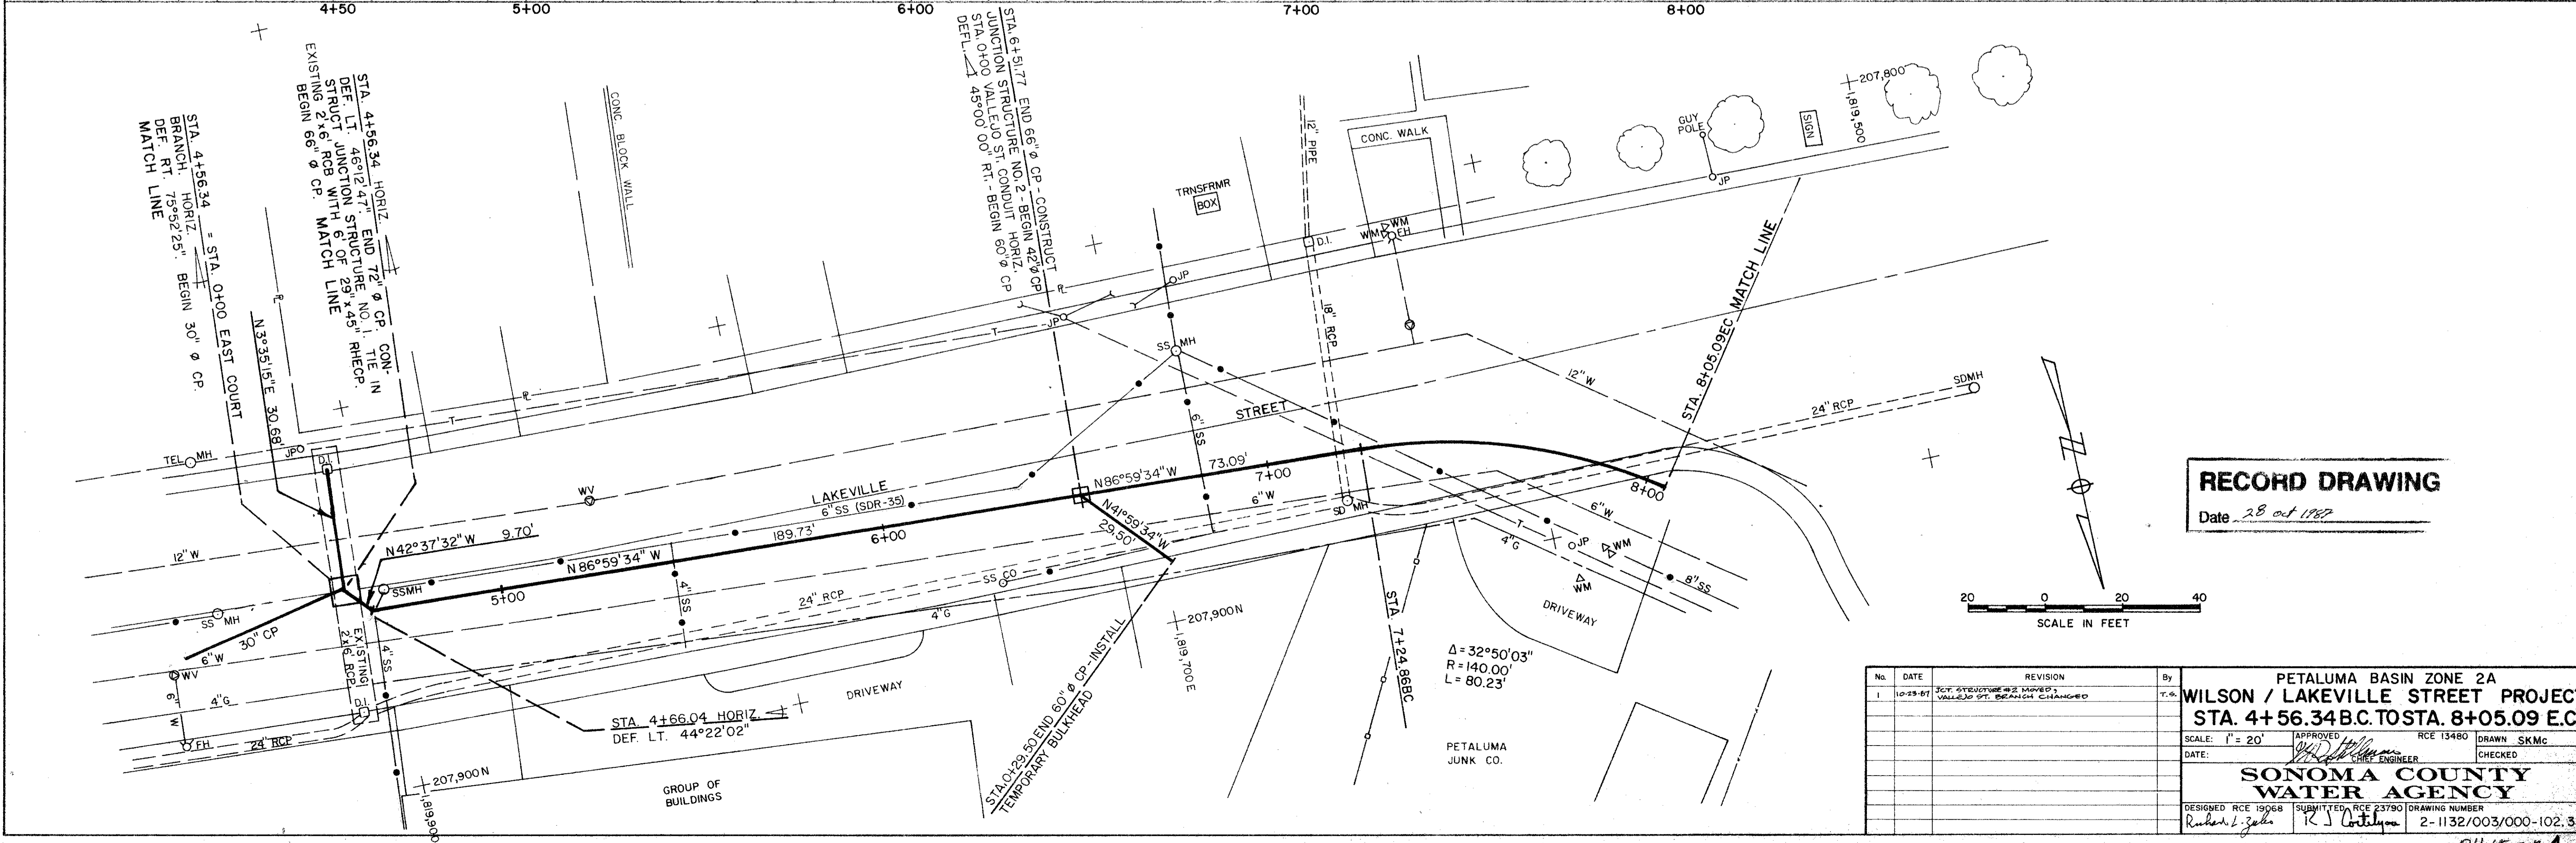 4+50
5+00
6+00
7+00
8+00
STA. 4+56.34 = STA. 0+00 EAST COURT
BRANCH. HORIZ.
DEF. RT. 75°52'25". BEGIN 30" ø CP.
MATCH LINE
N3°35'15"E 30.68'
STA. 4+56.34 HORIZ.
DEF. LT. 46°12'47". END 72" ø CP. CON-
STRUCT JUNCTION STRUCTURE NO. 1. TIE IN
EXISTING 2'x6' RCB WITH 6' OF 29"x45" RHECP.
BEGIN 66" ø CP. MATCH LINE
CONC. BLOCK WALL
STA. 6+51.77 END 66"ø CP - CONSTRUCT
JUNCTION STRUCTURE NO. 2 - BEGIN 42"ø CP
STA. 0+00 VALLEJO ST. CONDUIT HORIZ.
DEFL. 45°00'00" RT. - BEGIN 60"ø CP
TRNSFRMR
BOX
12" PIPE
CONC. WALK
GUY
POLE
SIGN
207,800
1,819,500
JP
WM
WM
FH
D.I.
JP
JP
18" RCP
SS MH
STA. 8+05.09EC MATCH LINE
12" W
SDMH
24" RCP
STREET
6" SS
TEL MH
JP
D.I.
T
T
WV
LAKEVILLE
6" SS (SDR-35)
N86°59'34"W 73.09'
7+00
8+00
6" W
SD MH
6" W
N41°59'34"W
29.50'
189.73'
6+00
12" W
N42°37'32"W 9.70'
N86°59'34"W
5+00
SSMH
SS MH
30" CP
4" SS
SS CO
24" RCP
4"G
T
4"G
JP
WM
WM
8"SS
DRIVEWAY
6" W
WV
6" W
4"G
FH
24" RCP
EXISTING
2'x6' RCP
D.I.
4" SS
DRIVEWAY
STA. 4+66.04 HORIZ.
DEF. LT. 44°22'02"
207,900N
1,819,700E
STA. 0+29.50 END 60" ø CP-INSTALL
TEMPORARY BULKHEAD
STA. 7+24.86BC
Δ = 32°50'03"
R = 140.00'
L = 80.23'
PETALUMA
JUNK CO.
207,900N
1,819,900
GROUP OF
BUILDINGS
N
RECORD DRAWING
Date 28 oct 1987
20 0 20 40
SCALE IN FEET
No. DATE REVISION By
1 10-23-87 JCT. STRUCTURE #2 MOVED;
VALLEJO ST. BRANCH CHANGED T.S.
PETALUMA BASIN ZONE 2A
WILSON / LAKEVILLE STREET PROJECT
STA. 4+56.34 B.C. TO STA. 8+05.09 E.C
SCALE: 1" = 20' APPROVED RCE 13480 DRAWN SKMc
DATE: CHIEF ENGINEER CHECKED
SONOMA COUNTY
WATER AGENCY
DESIGNED RCE 19068 SUBMITTED RCE 23790 DRAWING NUMBER
2-1132/003/000-102.3